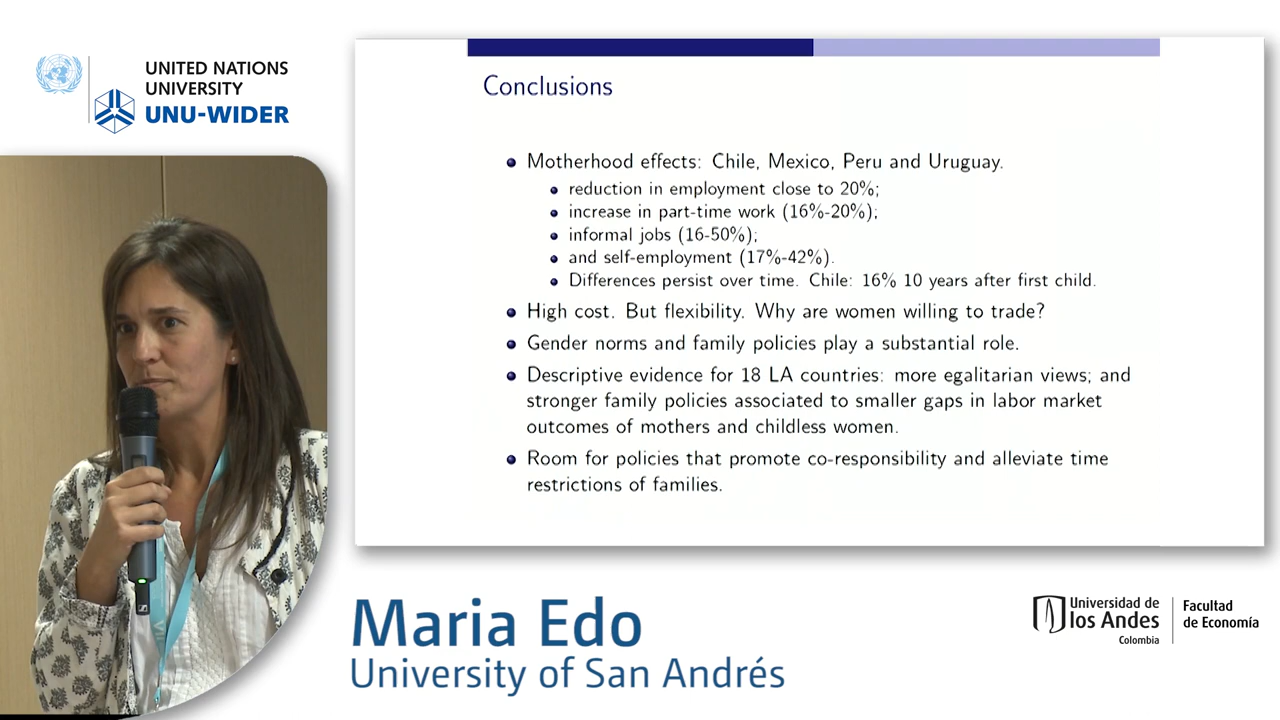 UNITED NATIONS
UNIVERSITY
UNU-WIDER
Conclusions
Motherhood effects: Chile, Mexico, Peru and Uruguay.
reduction in employment close to 20%;
increase in part-time work (16%-20%);
informal jobs (16-50%);
and self-employment (17%-42%).
Differences persist over time. Chile: 16% 10 years after first child.
High cost. But flexibility. Why are women willing to trade?
Gender norms and family policies play a substantial role.
Descriptive evidence for 18 LA countries: more egalitarian views; and
stronger family policies associated to smaller gaps in labor market
outcomes of mothers and childless women.
Room for policies that promote co-responsibility and alleviate time
restrictions of families.
Maria Edo
University of San Andrés
Universidad de
los Andes
Colombia
Facultad
de Economía